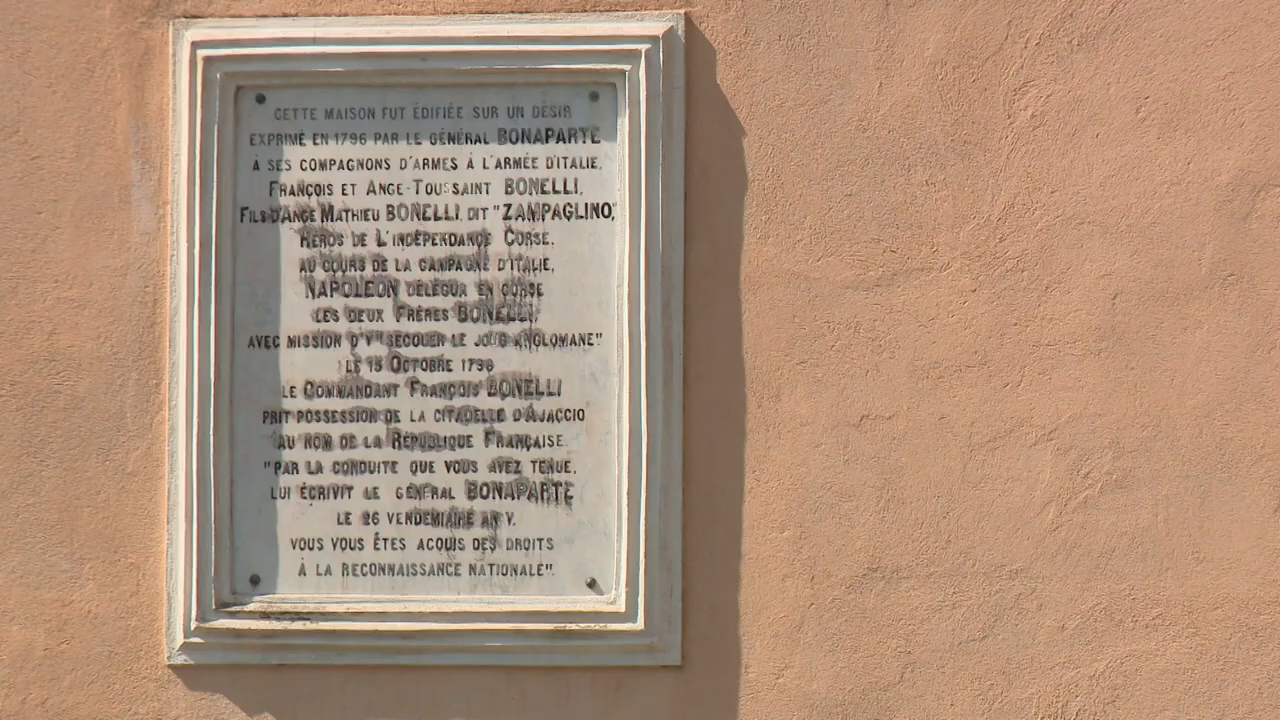 CETTE MAISON FUT ÉDIFIÉE SUR UN DÉSIR
EXPRIMÉ EN 1796 PAR LE GÉNÉRAL BONAPARTE
À SES COMPAGNONS D'ARMES À L'ARMÉE D'ITALIE,
FRANÇOIS ET ANGE-TOUSSAINT BONELLI,
FILS D'ANGE MATHIEU BONELLI, DIT "ZAMPAGLINO,"
HÉROS DE L'INDÉPENDANCE CORSE.
AU COURS DE LA CAMPAGNE D'ITALIE,
NAPOLEON DÉLÉGUA EN CORSE
LES DEUX FRÈRES BONELLI,
AVEC MISSION D'Y "SECOUER LE JOUG ANGLOMANE"
LE 15 OCTOBRE 1796
LE COMMANDANT FRANÇOIS BONELLI
PRIT POSSESSION DE LA CITADELLE D'AJACCIO
AU NOM DE LA RÉPUBLIQUE FRANÇAISE.
"PAR LA CONDUITE QUE VOUS AVEZ TENUE,
LUI ÉCRIVIT LE GÉNÉRAL BONAPARTE
LE 26 VENDEMIAIRE AN V.
VOUS VOUS ÊTES ACQUIS DES DROITS
À LA RECONNAISSANCE NATIONALE".